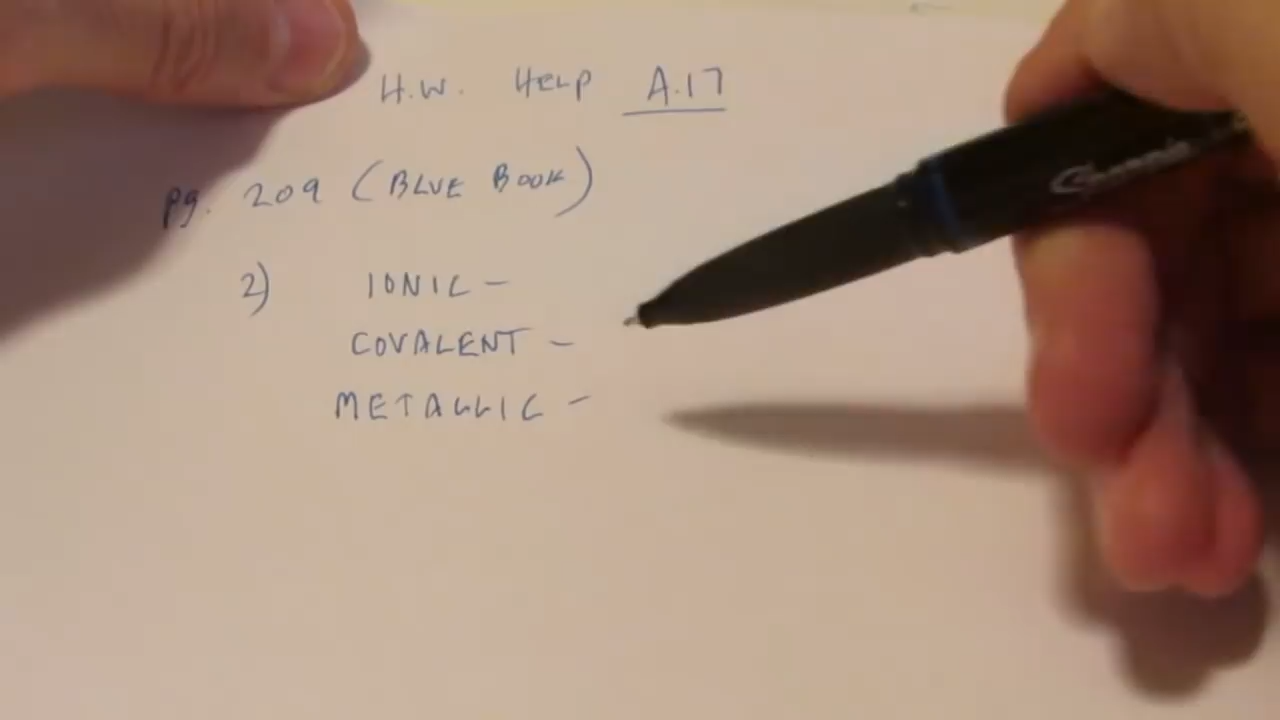 H.W. HELP A.17
pg. 209 (BLUE BOOK)
2) IONIC -
COVALENT -
METALLIC -